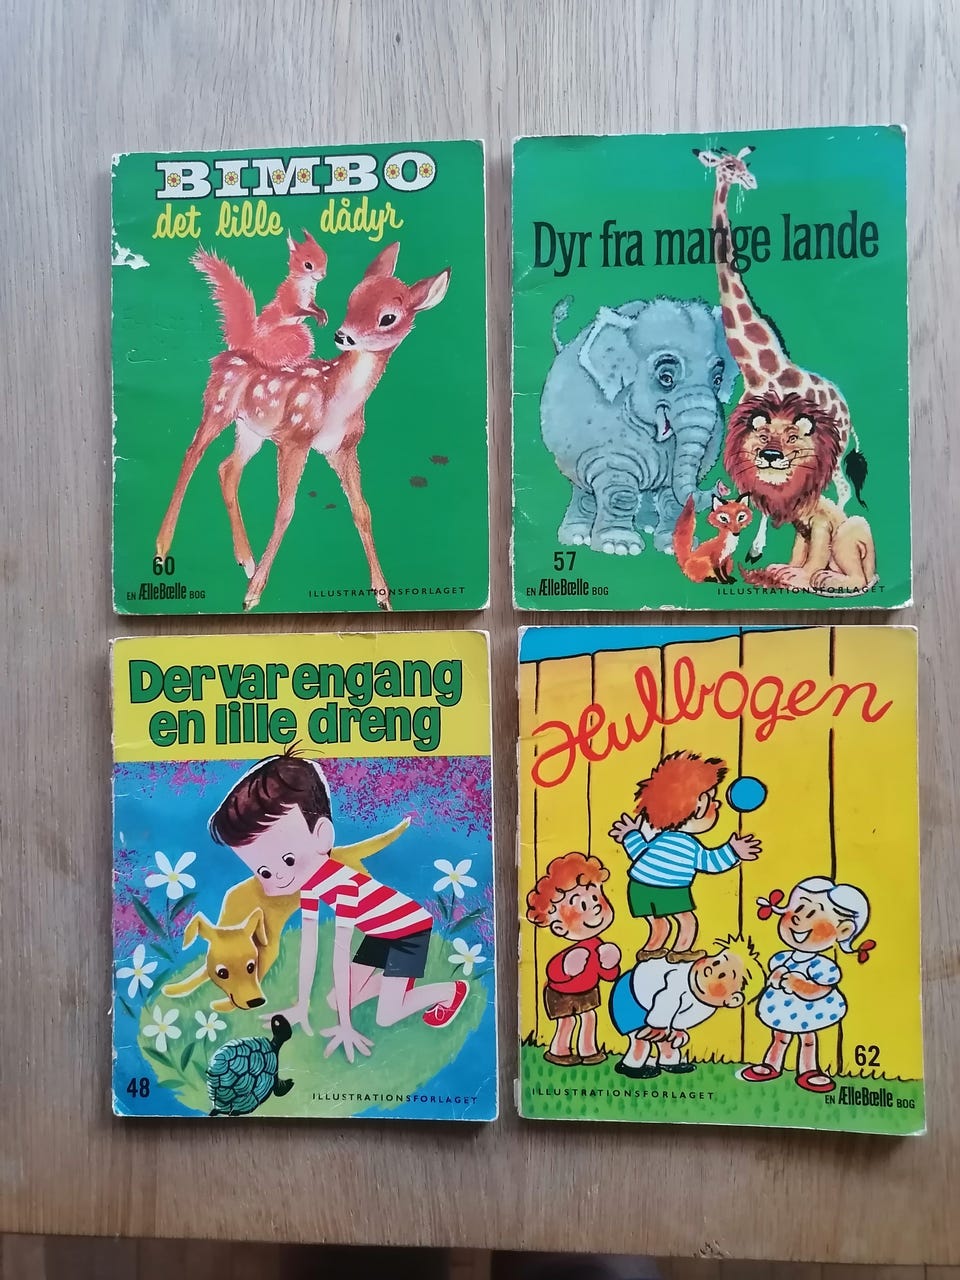 BIMBO
det lille dådyr
60
EN ÆlleBælle BOG
ILLUSTRATIONSFORLAGET
Dyr fra mange lande
57
EN ÆlleBælle BOG
ILLUSTRATIONSFORLAGET
Der var engang
en lille dreng
48
ILLUSTRATIONSFORLAGET
Hulbogen
62
ILLUSTRATIONSFORLAGET
EN ÆlleBælle BOG